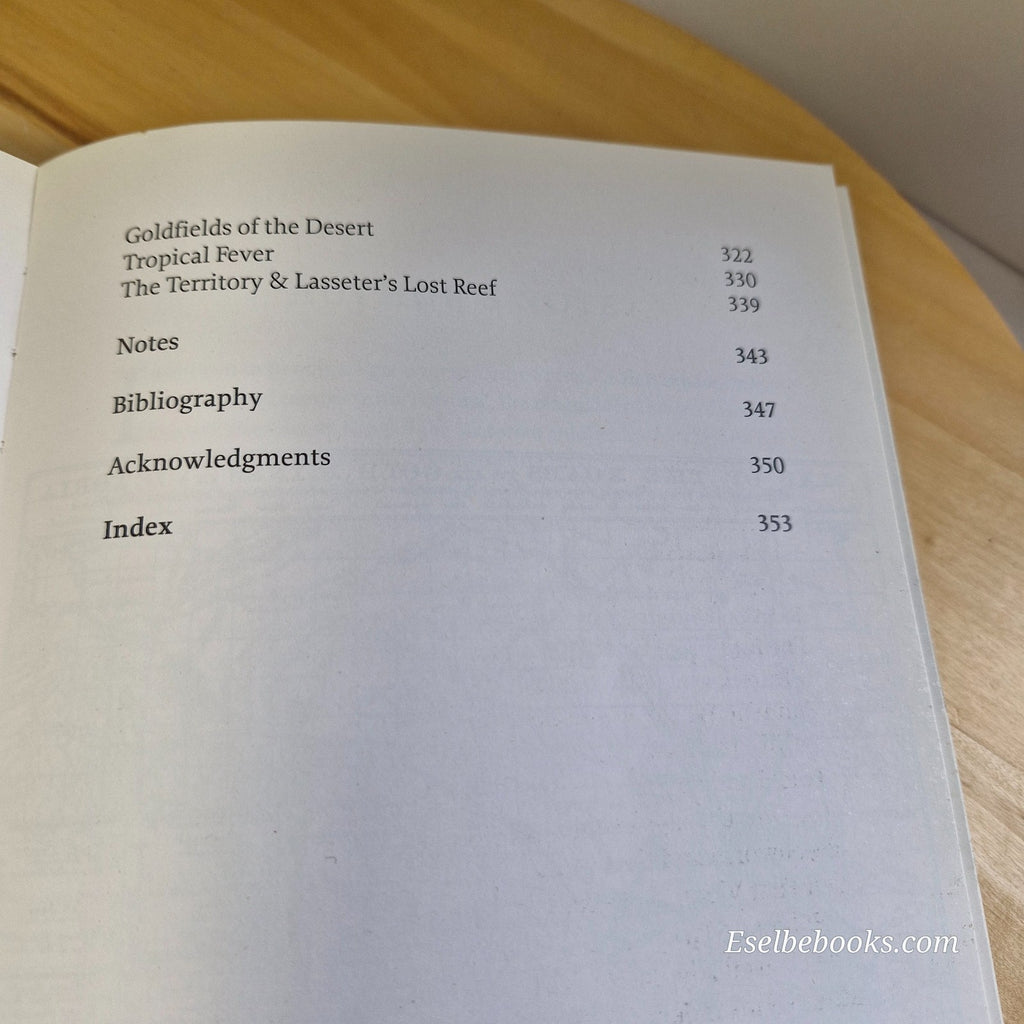 Goldfields of the Desert 322
Tropical Fever 330
The Territory & Lasseter's Lost Reef 339
Notes 343
Bibliography 347
Acknowledgments 350
Index 353
Eselbebooks.com